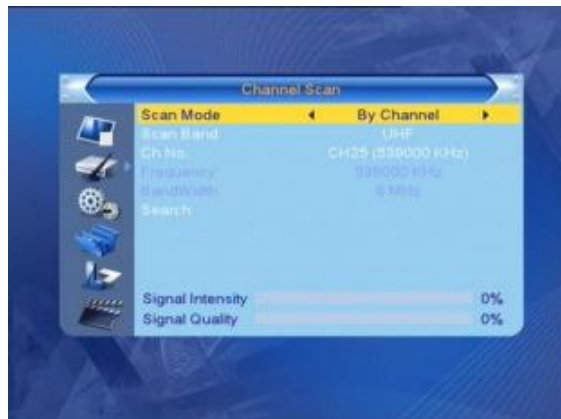 Channel Scan
Scan Mode By Channel
Scan Band UHF
Ch No. CH25 (539000 KHz)
Frequency 539000 KHz
BandWidth 6 MHz
Search
Signal Intensity 0%
Signal Quality 0%